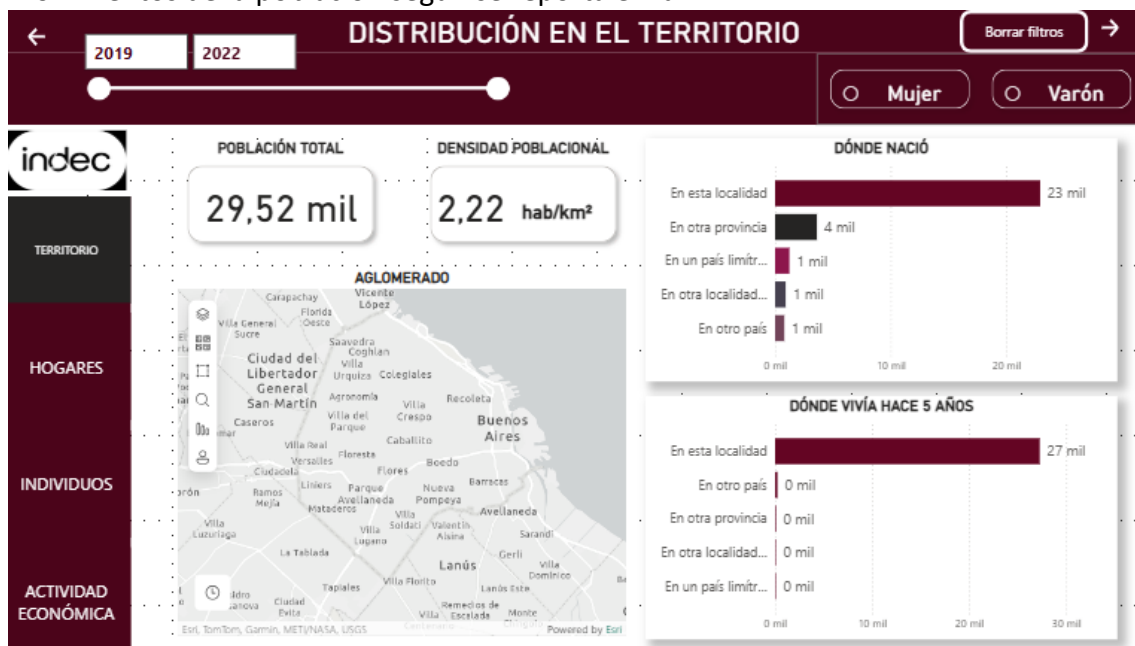 DISTRIBUCIÓN EN EL TERRITORIO
Borrar filtros
2019
2022
Mujer
Varón
indec
TERRITORIO
HOGARES
INDIVIDUOS
ACTIVIDAD
ECONÓMICA
POBLACIÓN TOTAL
29,52 mil
DENSIDAD POBLACIONAL
2,22 hab/km²
AGLOMERADO
Carapachay
Vicente
López
Florida
Oeste
Villa General
Sucre
Saavedra
Coghlan
Villa
Urquiza
Colegiales
Ciudad del
Libertador
General
San Martín
Agronomía
Villa
Crespo
Recoleta
Villa del
Parque
Buenos
Aires
Caseros
Villa Real
Caballito
Versalles
Floresta
Ciudadela
Flores
Boedo
Liniers
Parque
Avellaneda
Nueva
Pompeya
Barracas
Ramos
Mejía
Mataderos
Avellaneda
Villa
Luzuriaga
Villa
Lugano
Villa
Soldati
Valentín
Alsina
Sarandí
La Tablada
Gerli
Lanús
Villa
Domínico
Tapiales
Villa Fiorito
Lanús Este
Ciudad
Evita
Remedios de
Escalada
Villa
Monte
Esri, TomTom, Garmin, METI/NASA, USGS
Powered by Esri
DÓNDE NACIÓ
En esta localidad
23 mil
En otra provincia
4 mil
En un país limítr...
1 mil
En otra localidad...
1 mil
En otro país
1 mil
0 mil
10 mil
20 mil
DÓNDE VIVÍA HACE 5 AÑOS
En esta localidad
27 mil
En otro país
0 mil
En otra provincia
0 mil
En otra localidad...
0 mil
En un país limítr...
0 mil
0 mil
10 mil
20 mil
30 mil